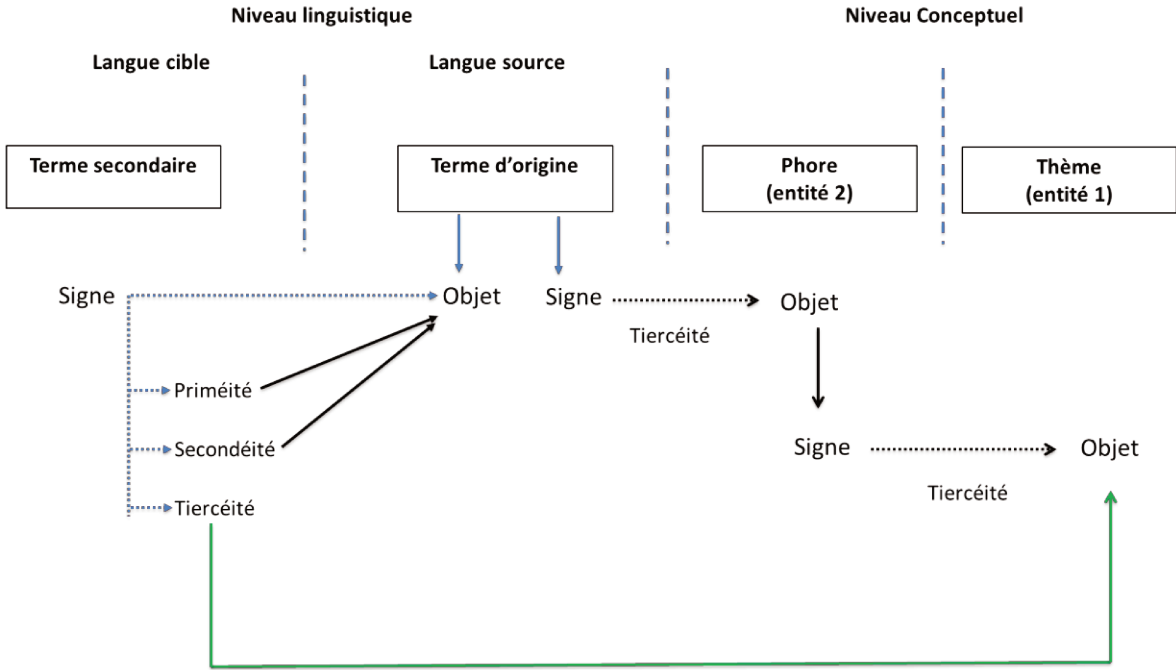 Niveau linguistique
Niveau Conceptuel
Langue cible
Langue source
Terme secondaire
Terme d’origine
Phore
(entité 2)
Thème
(entité 1)
Signe
Objet
Signe
Objet
Tiercéité
Priméité
Secondéité
Signe
Objet
Tiercéité
Tiercéité